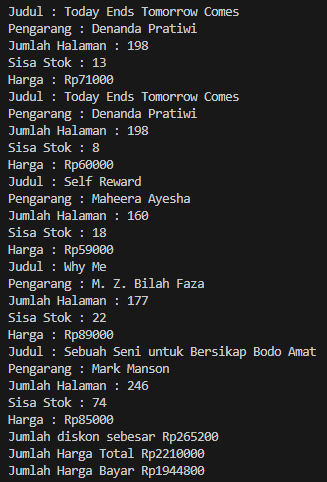 Judul : Today Ends Tomorrow Comes
Pengarang : Denanda Pratiwi
Jumlah Halaman : 198
Sisa Stok : 13
Harga : Rp71000
Judul : Today Ends Tomorrow Comes
Pengarang : Denanda Pratiwi
Jumlah Halaman : 198
Sisa Stok : 8
Harga : Rp60000
Judul : Self Reward
Pengarang : Maheera Ayesha
Jumlah Halaman : 160
Sisa Stok : 18
Harga : Rp59000
Judul : Why Me
Pengarang : M. Z. Bilah Faza
Jumlah Halaman : 177
Sisa Stok : 22
Harga : Rp89000
Judul : Sebuah Seni untuk Bersikap Bodo Amat
Pengarang : Mark Manson
Jumlah Halaman : 246
Sisa Stok : 74
Harga : Rp85000
Jumlah diskon sebesar Rp265200
Jumlah Harga Total Rp2210000
Jumlah Harga Bayar Rp1944800